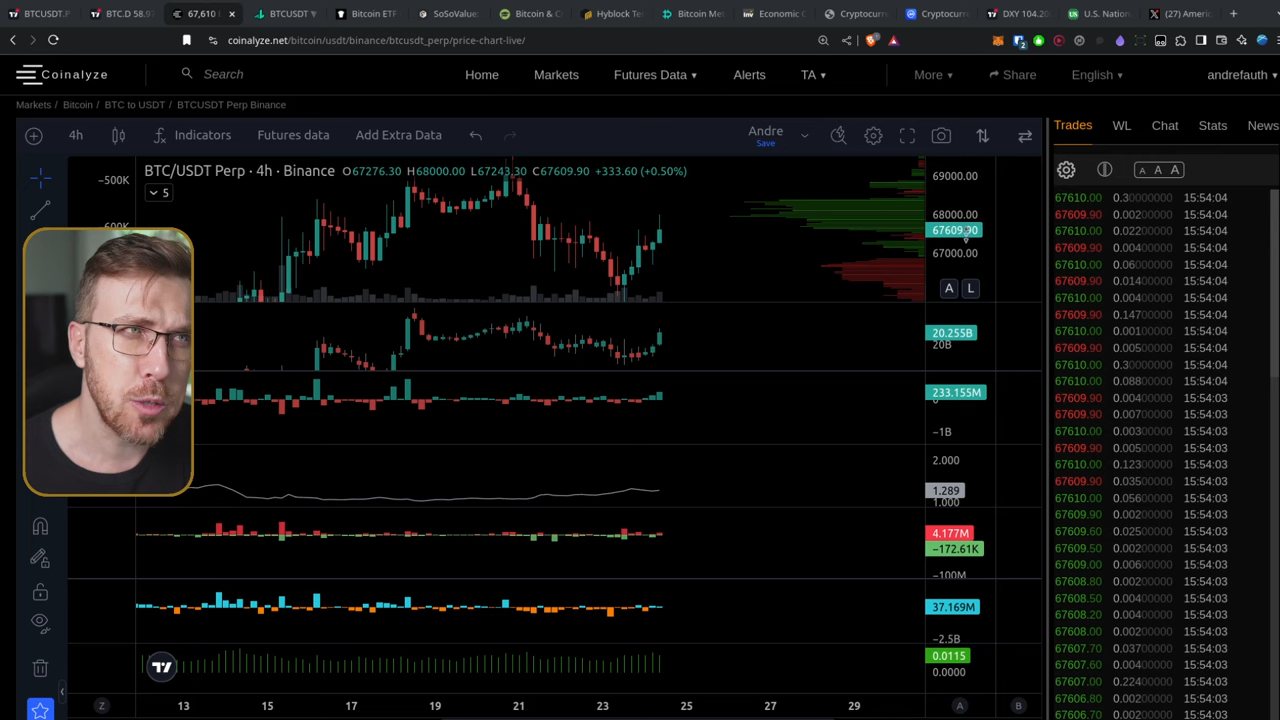 BTCUSDT.P
BTC.D 58.9
67,610
BTCUSDT
Bitcoin ETF
SoSoValue:
Bitcoin & C
Hyblock Te
Bitcoin Me
Economic C
Cryptocurr
Cryptocurr
DXY 104.20
U.S. Nation
(27) Americ
coinalyze.net/bitcoin/usdt/binance/btcusdt_perp/price-chart-live/
2
Coinalyze
Search
Home
Markets
Futures Data
Alerts
TA
More
Share
English
andrefauth
Markets / Bitcoin / BTC to USDT / BTCUSDT Perp Binance
4h
Indicators
Futures data
Add Extra Data
Andre
Save
Trades
WL
Chat
Stats
News
BTC/USDT Perp · 4h · Binance O67276.30 H68000.00 L67243.30 C67609.90 +333.60 (+0.50%)
5
−500K
69000.00
68000.00
67609.90
67000.00
A L
20.255B
20B
233.155M
0
−1B
2.000
1.289
1.000
4.177M
−172.61K
−100M
37.169M
−2.5B
0.0115
0.0000
Z
13
15
17
19
21
23
25
27
29
A
B
A A A
67610.00 0.30000000 15:54:04
67609.90 0.00200000 15:54:04
67610.00 0.02200000 15:54:04
67609.90 0.00400000 15:54:04
67610.00 0.06000000 15:54:04
67609.90 0.01400000 15:54:04
67610.00 0.00400000 15:54:04
67609.90 0.14700000 15:54:04
67610.00 0.00100000 15:54:04
67609.90 0.00500000 15:54:04
67610.00 0.30000000 15:54:04
67610.00 0.08800000 15:54:04
67609.90 0.00400000 15:54:03
67609.90 0.00700000 15:54:03
67610.00 0.00300000 15:54:03
67609.90 0.00500000 15:54:03
67610.00 0.12300000 15:54:03
67609.90 0.03500000 15:54:03
67610.00 0.05600000 15:54:03
67609.90 0.00200000 15:54:03
67609.60 0.02500000 15:54:03
67609.50 0.00200000 15:54:03
67609.00 0.00600000 15:54:03
67608.80 0.00200000 15:54:03
67608.50 0.00400000 15:54:03
67608.20 0.00400000 15:54:03
67608.00 0.00200000 15:54:03
67607.70 0.03700000 15:54:03
67607.60 0.00400000 15:54:03
67607.00 0.22400000 15:54:03
67606.80 0.00200000 15:54:03
67606.70 0.00200000 15:54:03